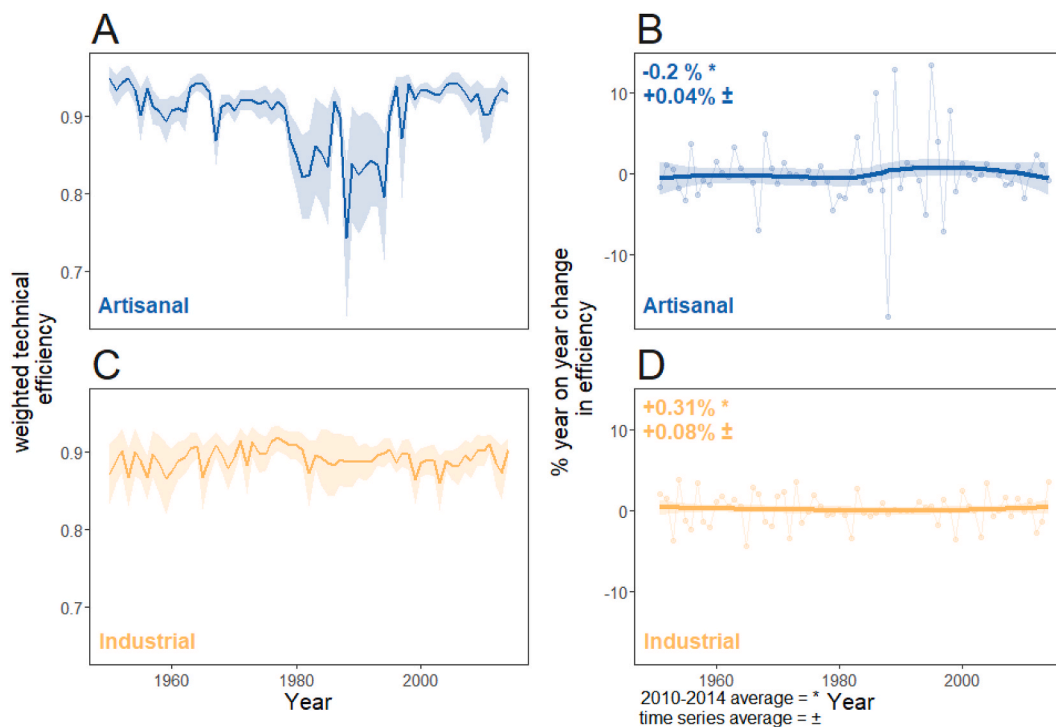 A
B
0.9
0.8
0.7
Artisanal
-0.2 % *
+0.04% ±
10
0
-10
Artisanal
weighted technical
efficiency
% year on year change
in efficiency
C
D
0.9
0.8
0.7
Industrial
1960
1980
2000
Year
+0.31% *
+0.08% ±
10
0
-10
Industrial
1960
1980
2000
Year
2010-2014 average = *
time series average = ±